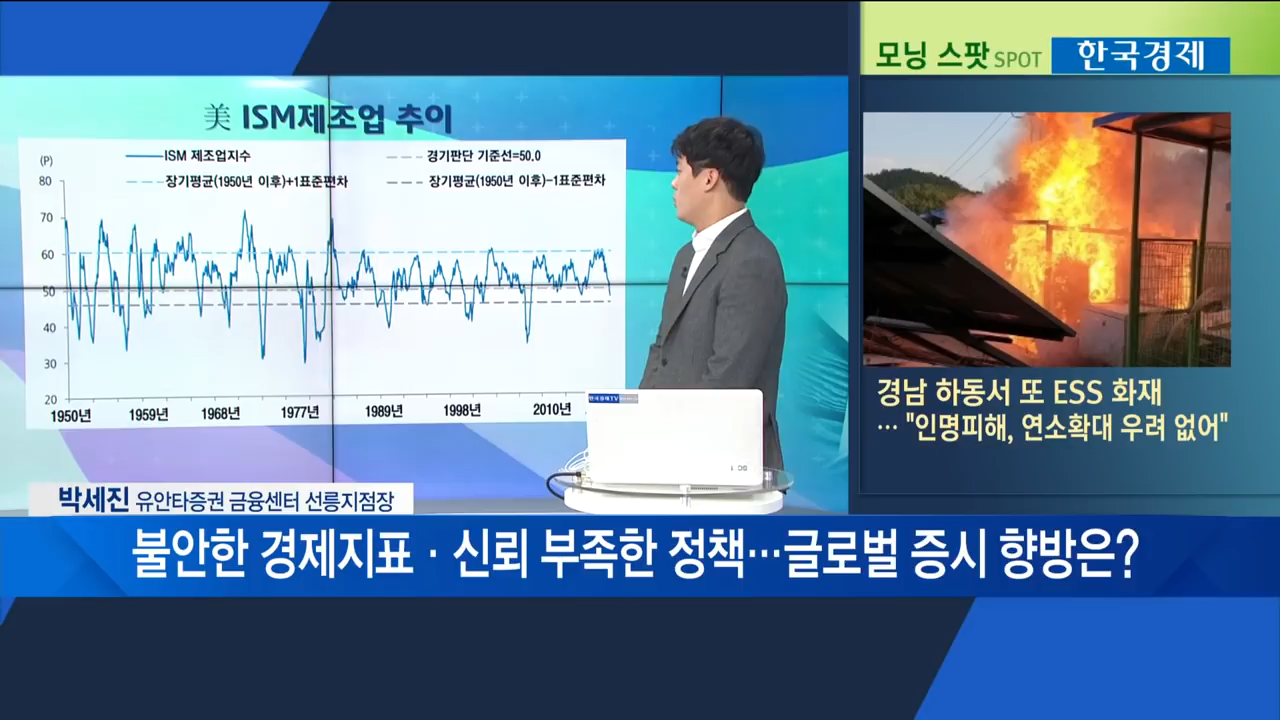 모닝 스팟 SPOT 한국경제
美 ISM제조업 추이
(P)
ISM 제조업지수
경기판단 기준선=50.0
장기평균(1950년 이후)+1표준편차
장기평균(1950년 이후)-1표준편차
80
70
60
50
40
30
20
1950년 1959년 1968년 1977년 1989년 1998년 2010년
한국경제TV
경남 하동서 또 ESS 화재
… "인명피해, 연소확대 우려 없어"
박세진 유안타증권 금융센터 선릉지점장
불안한 경제지표·신뢰 부족한 정책…글로벌 증시 향방은?